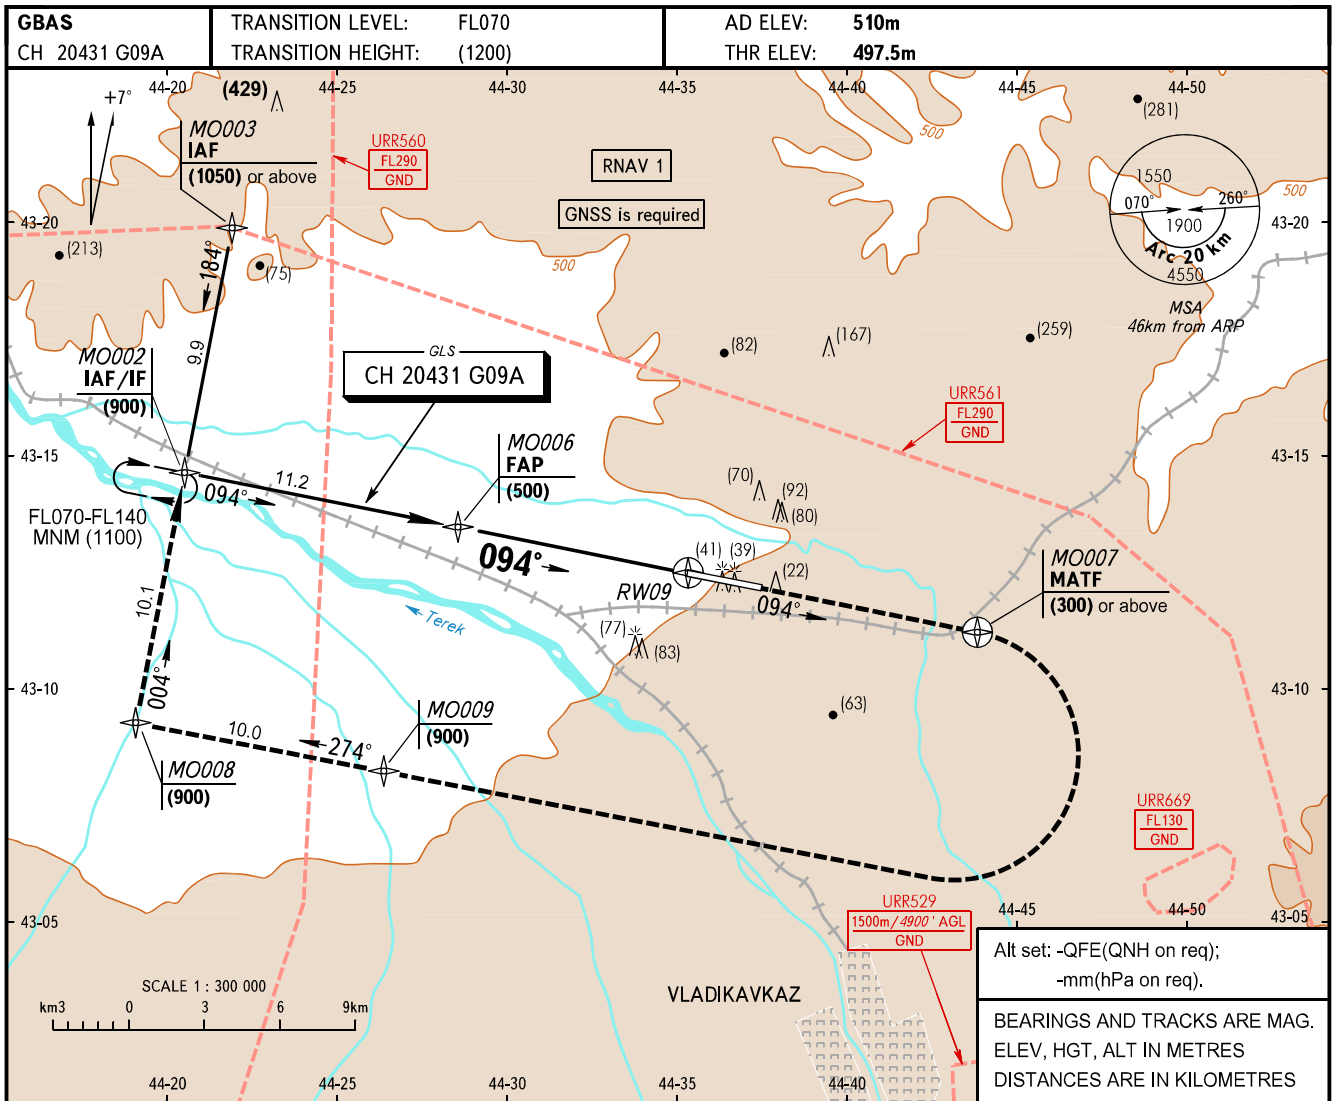 GBAS
CH 20431 G09A
TRANSITION LEVEL: FL070
TRANSITION HEIGHT: (1200)
AD ELEV: 510m
THR ELEV: 497.5m
44-20
44-25
44-30
44-35
44-40
44-45
44-50
+7°
(429)
MO003
IAF
(1050) or above
URR560
FL290
GND
RNAV 1
GNSS is required
500
(281)
1550
070°
260°
1900
Arc 20 km
4550
MSA
46km from ARP
500
43-20
43-20
(213)
184°
(75)
500
9.9
MO002
IAF/IF
(900)
GLS
CH 20431 G09A
(82)
(167)
(259)
URR561
FL290
GND
43-15
43-15
MO006
FAP
(500)
11.2
094°
FL070-FL140
MNM (1100)
(70)
(92)
(80)
094°
(41)
(39)
(22)
RW09
094°
MO007
MATF
(300) or above
10.1
Terek
(77)
(83)
004°
43-10
43-10
MO009
(900)
10.0
274°
(63)
MO008
(900)
URR669
FL130
GND
43-05
URR529
1500m/4900' AGL
GND
44-45
44-50
43-05
Alt set: -QFE(QNH on req);
-mm(hPa on req).
SCALE 1 : 300 000
km3 0 3 6 9km
VLADIKAVKAZ
BEARINGS AND TRACKS ARE MAG.
ELEV, HGT, ALT IN METRES
DISTANCES ARE IN KILOMETRES
44-20
44-25
44-30
44-35
44-40